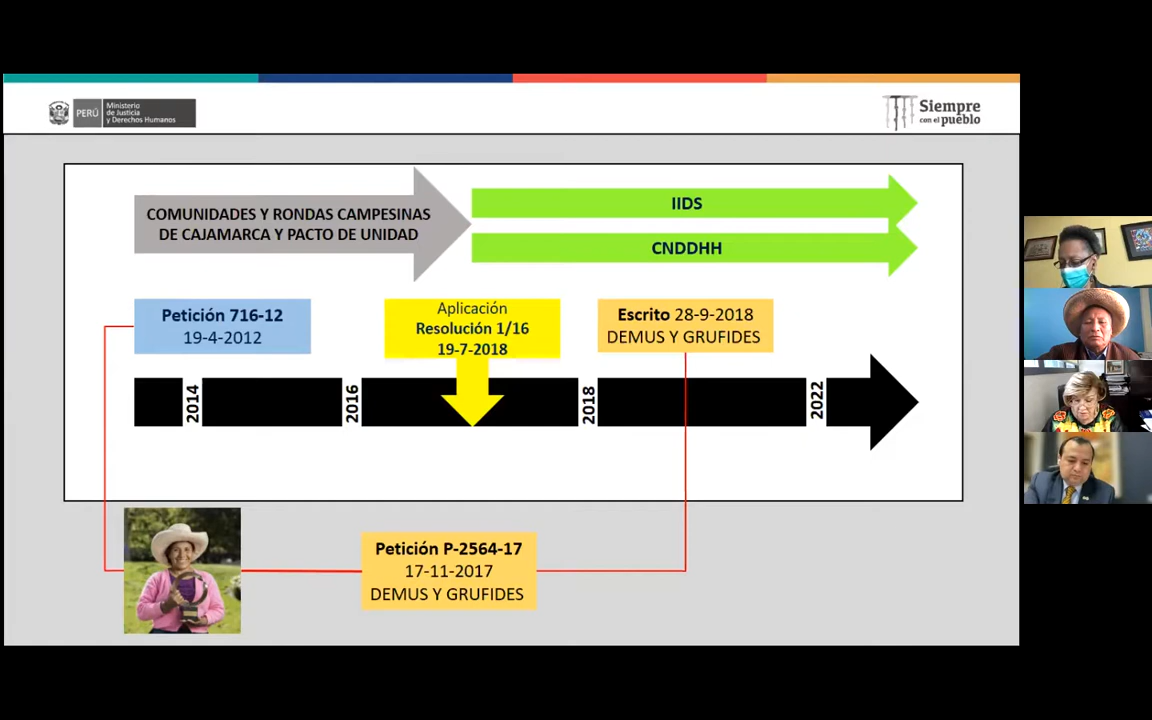 PERÚ
Ministerio
de Justicia
y Derechos Humanos
Siempre
con el pueblo
COMUNIDADES Y RONDAS CAMPESINAS
DE CAJAMARCA Y PACTO DE UNIDAD
IIDS
CNDDHH
Petición 716-12
19-4-2012
Aplicación
Resolución 1/16
19-7-2018
Escrito 28-9-2018
DEMUS Y GRUFIDES
2014
2016
2018
2022
Petición P-2564-17
17-11-2017
DEMUS Y GRUFIDES